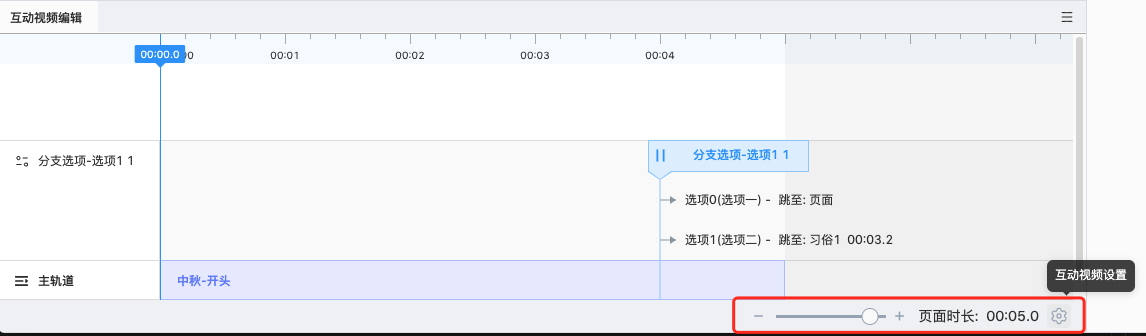 互动视频编辑
00:00.0
00:01
00:02
00:03
00:04
分支选项-选项1 1
分支选项-选项1 1
选项0(选项一) - 跳至: 页面
选项1(选项二) - 跳至: 习俗1 00:03.2
主轨道
中秋-开头
互动视频设置
页面时长: 00:05.0